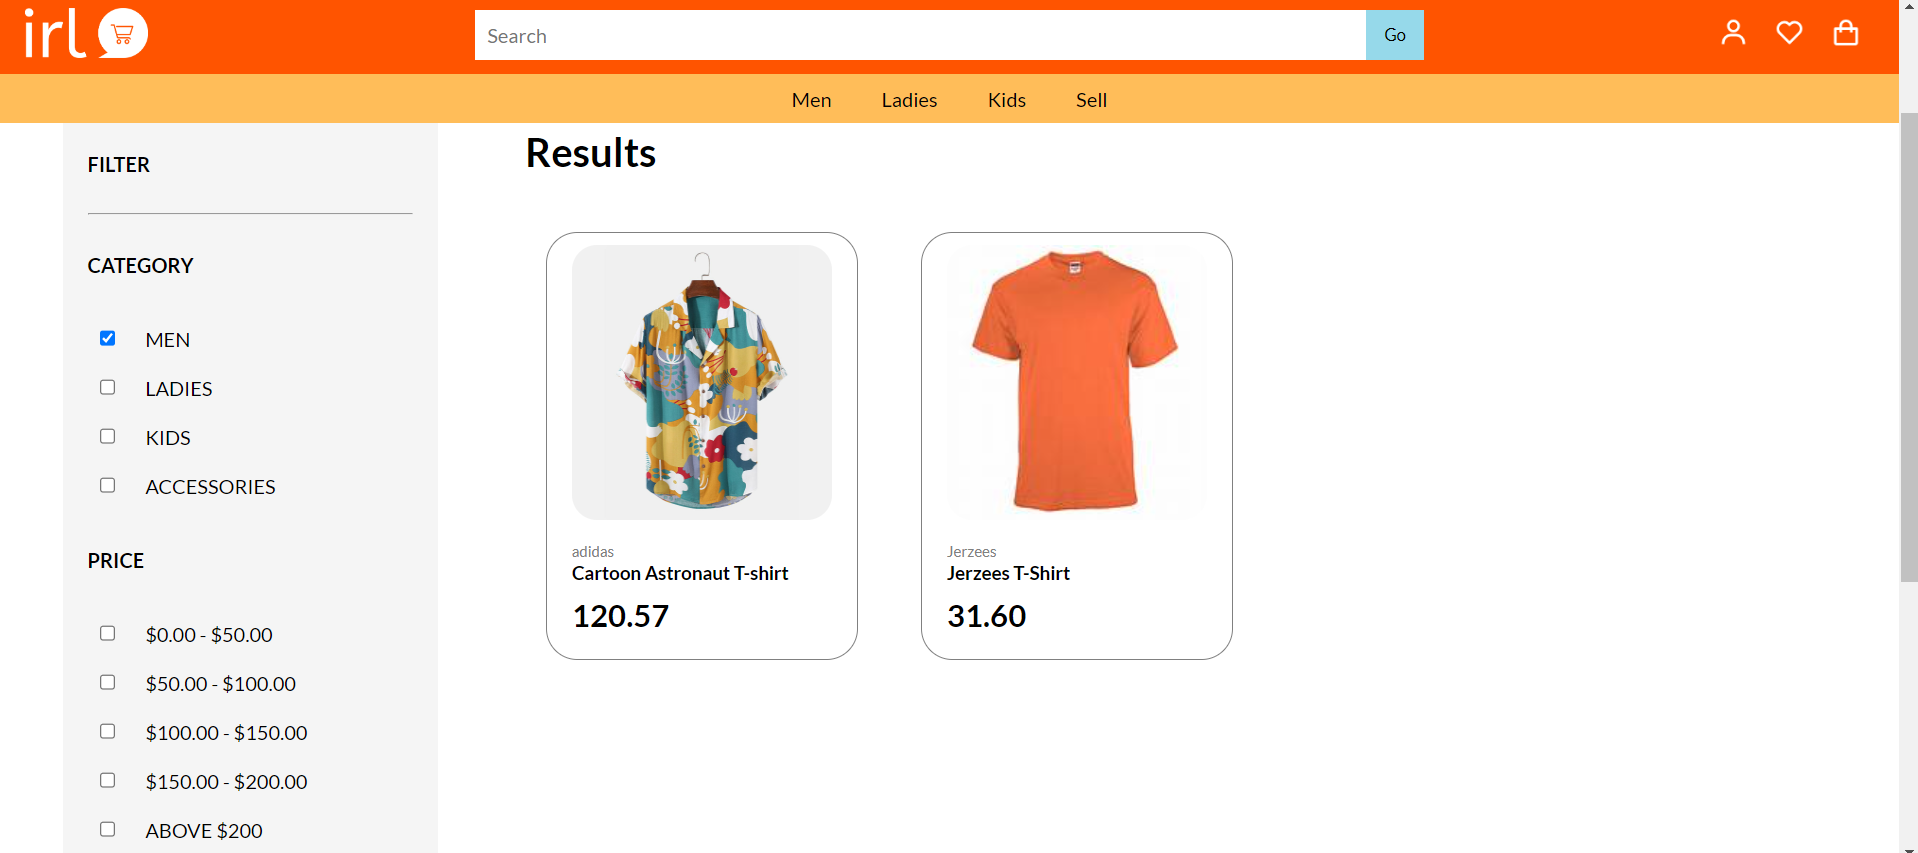 irl
Search
Go
Men
Ladies
Kids
Sell
FILTER
CATEGORY
MEN
LADIES
KIDS
ACCESSORIES
PRICE
$0.00 - $50.00
$50.00 - $100.00
$100.00 - $150.00
$150.00 - $200.00
ABOVE $200
Results
adidas
Cartoon Astronaut T-shirt
120.57
Jerzees
Jerzees T-Shirt
31.60